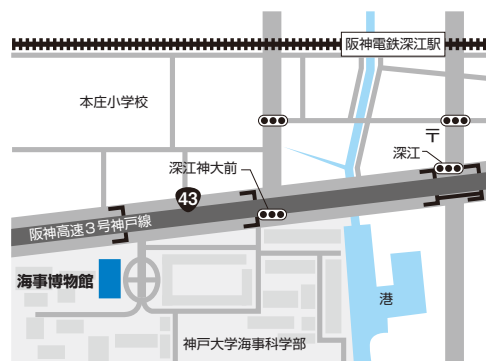 阪神電鉄深江駅
本庄小学校
〒
深江
深江神大前
43
阪神高速3号神戸線
海事博物館
港
神戸大学海事科学部